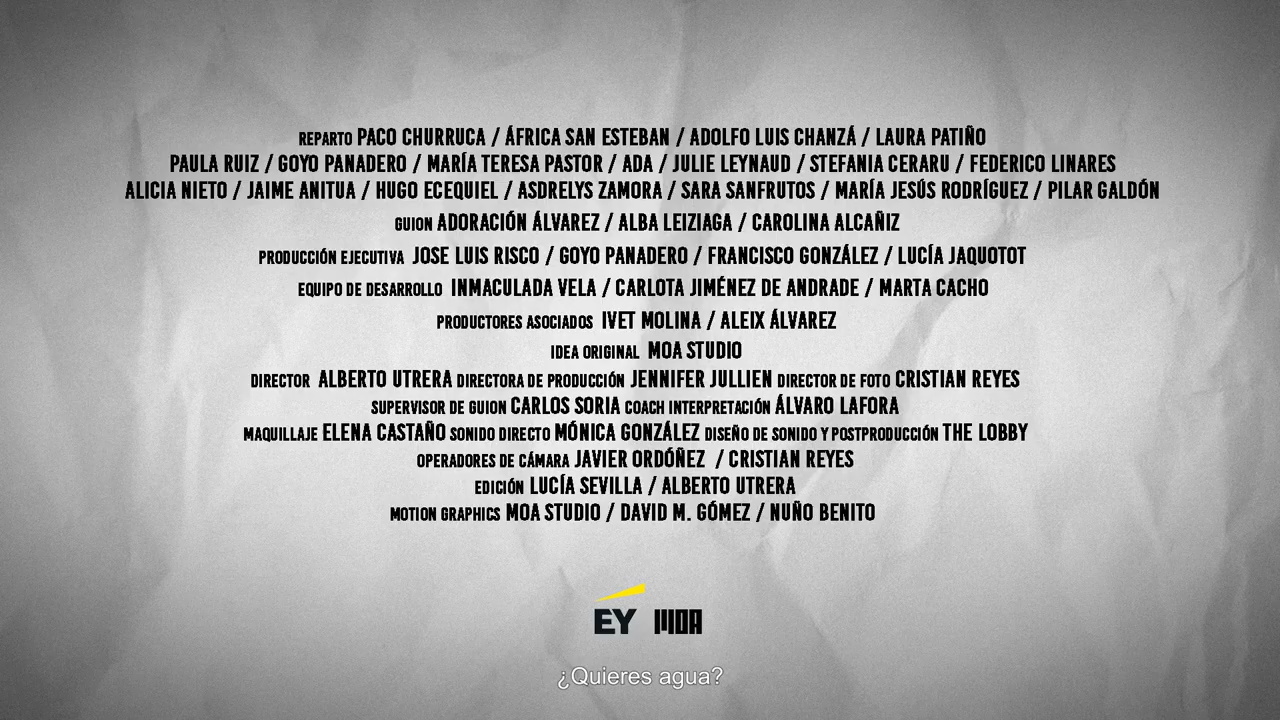 REPARTO PACO CHURRUCA / ÁFRICA SAN ESTEBAN / ADOLFO LUIS CHANZÁ / LAURA PATIÑO
PAULA RUIZ / GOYO PANADERO / MARÍA TERESA PASTOR / ADA / JULIE LEYNAUD / STEFANIA CERARU / FEDERICO LINARES
ALICIA NIETO / JAIME ANITUA / HUGO ECEQUIEL / ASDRELYS ZAMORA / SARA SANFRUTOS / MARÍA JESÚS RODRÍGUEZ / PILAR GALDÓN
GUION ADORACIÓN ÁLVAREZ / ALBA LEIZIAGA / CAROLINA ALCAÑIZ
PRODUCCIÓN EJECUTIVA JOSE LUIS RISCO / GOYO PANADERO / FRANCISCO GONZÁLEZ / LUCÍA JAQUOTOT
EQUIPO DE DESARROLLO INMACULADA VELA / CARLOTA JIMÉNEZ DE ANDRADE / MARTA CACHO
PRODUCTORES ASOCIADOS IVET MOLINA / ALEIX ÁLVAREZ
IDEA ORIGINAL MOA STUDIO
DIRECTOR ALBERTO UTRERA DIRECTORA DE PRODUCCIÓN JENNIFER JULLIEN DIRECTOR DE FOTO CRISTIAN REYES
SUPERVISOR DE GUION CARLOS SORIA COACH INTERPRETACIÓN ÁLVARO LAFORA
MAQUILLAJE ELENA CASTAÑO SONIDO DIRECTO MÓNICA GONZÁLEZ DISEÑO DE SONIDO Y POSTPRODUCCIÓN THE LOBBY
OPERADORES DE CÁMARA JAVIER ORDÓÑEZ / CRISTIAN REYES
EDICIÓN LUCÍA SEVILLA / ALBERTO UTRERA
MOTION GRAPHICS MOA STUDIO / DAVID M. GÓMEZ / NUÑO BENITO
EY MOA
¿Quieres agua?